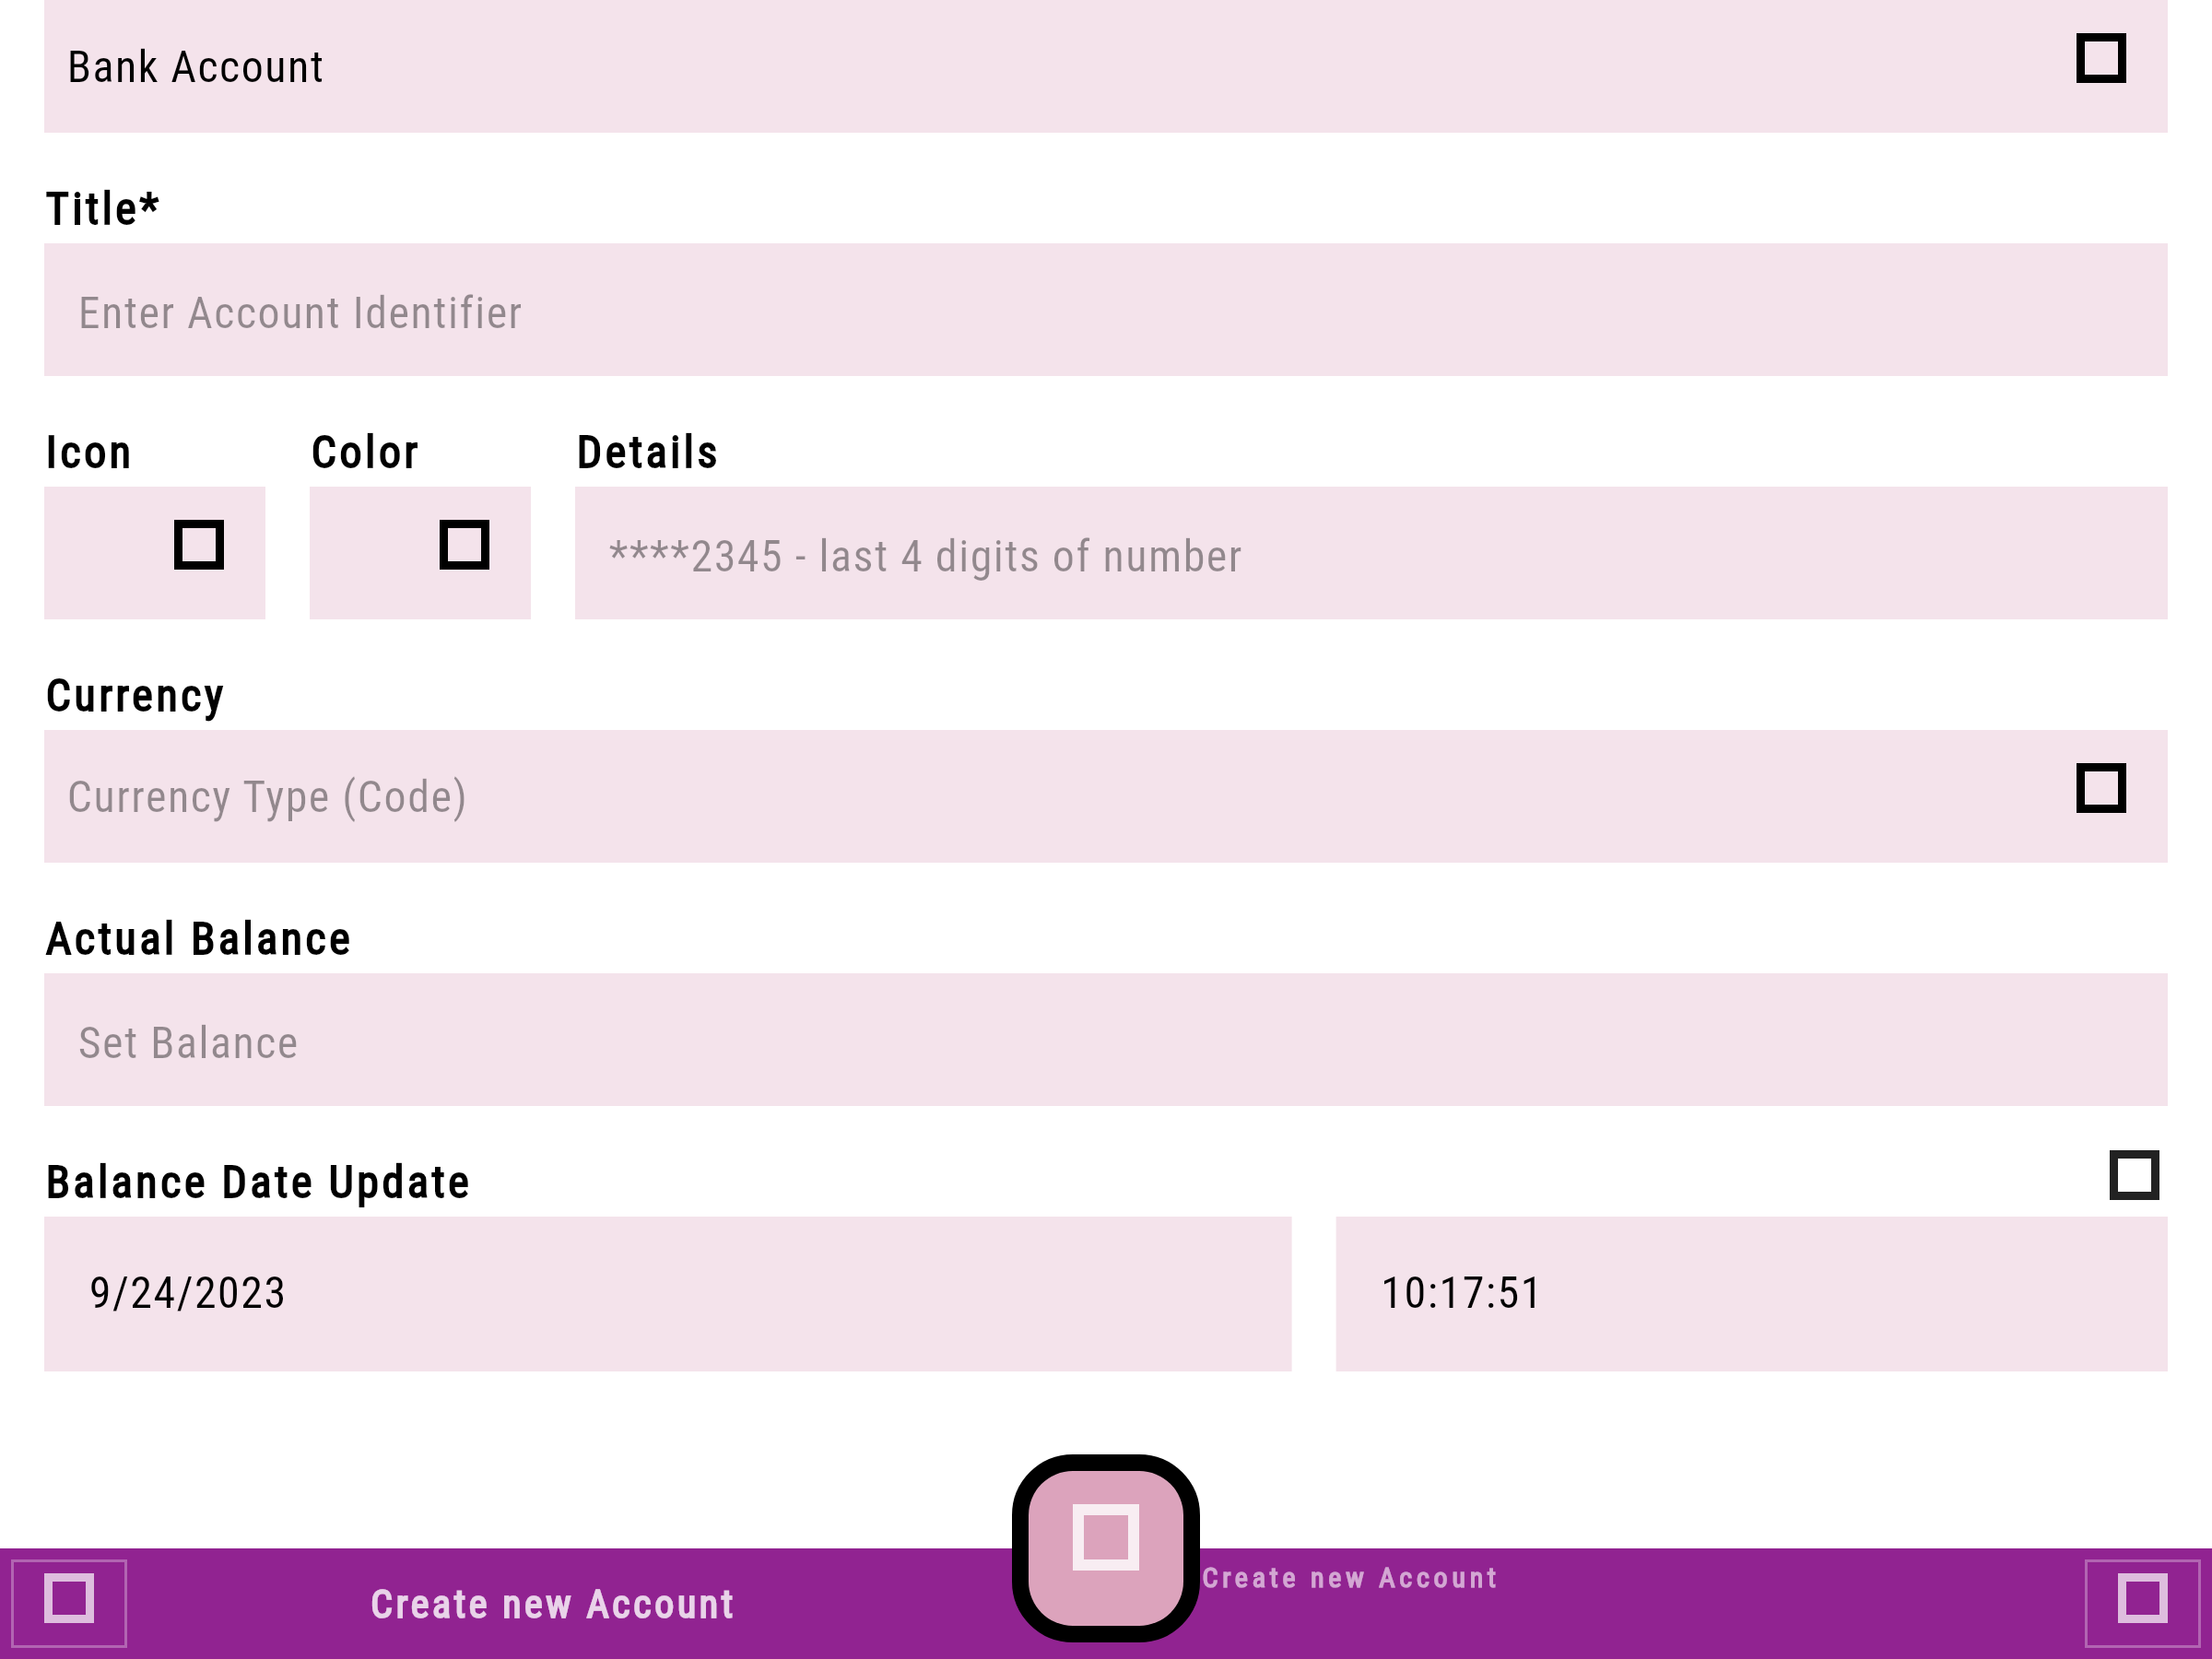 Bank Account
Title*
Enter Account Identifier
Icon
Color
Details
****2345 - last 4 digits of number
Currency
Currency Type (Code)
Actual Balance
Set Balance
Balance Date Update
9/24/2023
10:17:51
Create new Account
Create new Account